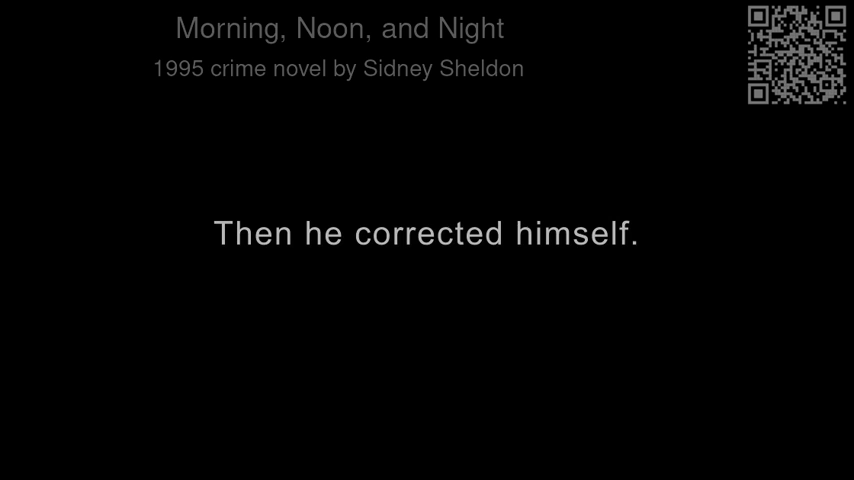 Morning, Noon, and Night
1995 crime novel by Sidney Sheldon
Then he corrected himself.